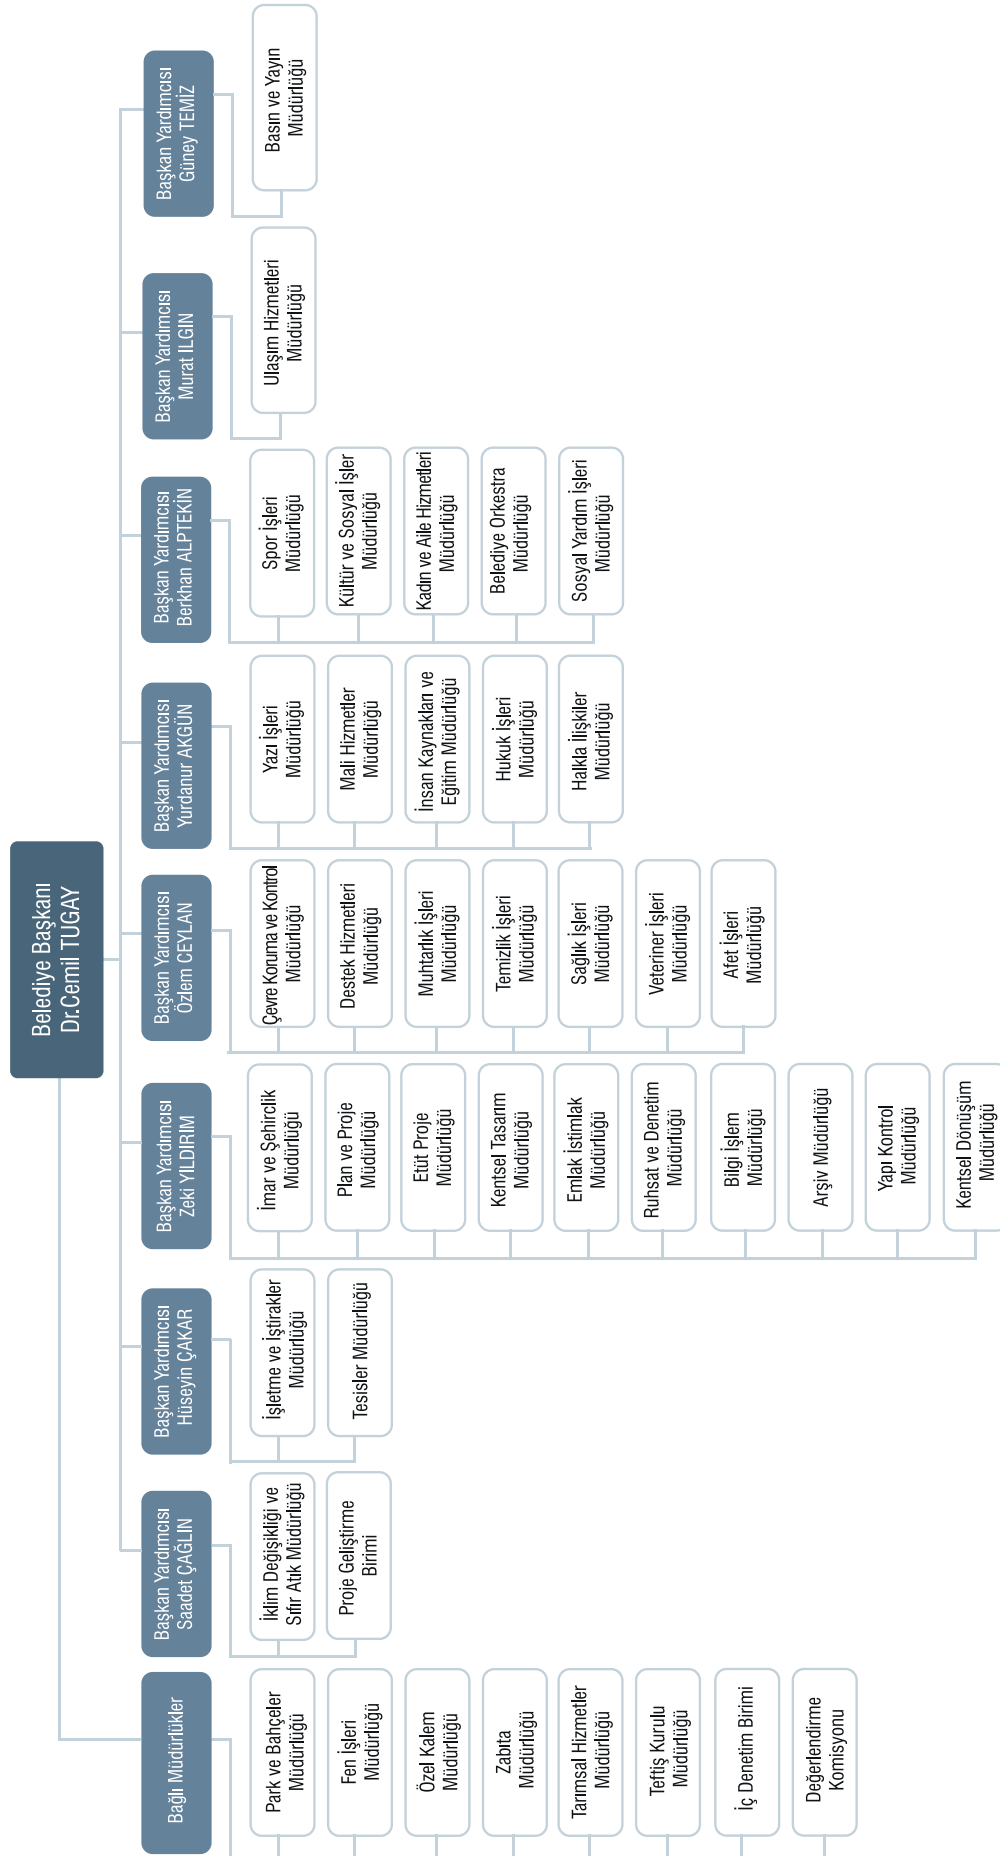 Belediye Başkanı
Dr.Cemil TUGAY
Bağlı Müdürlükler
Park ve Bahçeler
Müdürlüğü
Fen İşleri
Müdürlüğü
Özel Kalem
Müdürlüğü
Zabıta
Müdürlüğü
Tarımsal Hizmetler
Müdürlüğü
Teftiş Kurulu
Müdürlüğü
İç Denetim Birimi
Değerlendirme
Komisyonu
Başkan Yardımcısı
Saadet ÇAĞLIN
İklim Değişikliği ve
Sıfır Atık Müdürlüğü
Proje Geliştirme
Birimi
Başkan Yardımcısı
Hüseyin ÇAKAR
İşletme ve İştirakler
Müdürlüğü
Tesisler Müdürlüğü
Başkan Yardımcısı
Zeki YILDIRIM
İmar ve Şehirclik
Müdürlüğü
Plan ve Proje
Müdürlüğü
Etüt Proje
Müdürlüğü
Kentsel Tasarım
Müdürlüğü
Emlak İstimlak
Müdürlüğü
Ruhsat ve Denetim
Müdürlüğü
Bilgi İşlem
Müdürlüğü
Arşiv Müdürlüğü
Yapı Kontrol
Müdürlüğü
Kentsel Dönüşüm
Müdürlüğü
Başkan Yardımcısı
Özlem CEYLAN
Çevre Koruma ve Kontrol
Müdürlüğü
Destek Hizmetleri
Müdürlüğü
Muhtarlık İşleri
Müdürlüğü
Temizlik İşleri
Müdürlüğü
Sağlık İşleri
Müdürlüğü
Veteriner İşleri
Müdürlüğü
Afet İşleri
Müdürlüğü
Başkan Yardımcısı
Yurdanur AKGÜN
Yazı İşleri
Müdürlüğü
Mali Hizmetler
Müdürlüğü
İnsan Kaynakları ve
Eğitim Müdürlüğü
Hukuk İşleri
Müdürlüğü
Halkla İlişkiler
Müdürlüğü
Başkan Yardımcısı
Berkhan ALPTEKİN
Spor İşleri
Müdürlüğü
Kültür ve Sosyal İşler
Müdürlüğü
Kadın ve Aile Hizmetleri
Müdürlüğü
Belediye Orkestra
Müdürlüğü
Sosyal Yardım İşleri
Müdürlüğü
Başkan Yardımcısı
Murat ILGIN
Ulaşım Hizmetleri
Müdürlüğü
Başkan Yardımcısı
Güney TEMİZ
Basın ve Yayın
Müdürlüğü